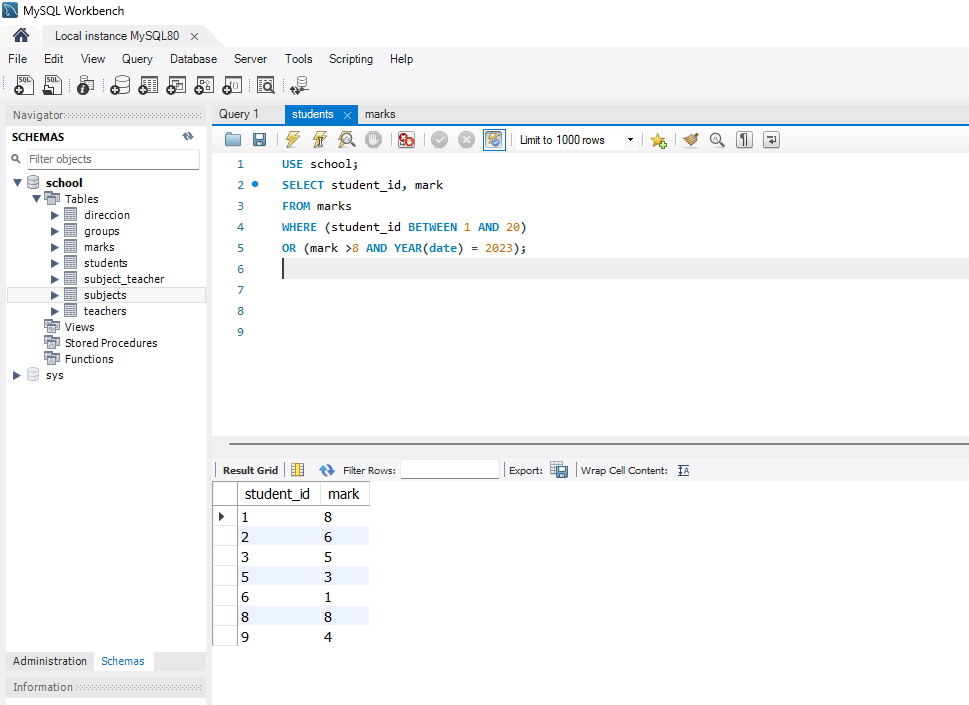 MySQL Workbench
Local instance MySQL80
File Edit View Query Database Server Tools Scripting Help
Navigator
SCHEMAS
Filter objects
school
Tables
direccion
groups
marks
students
subject_teacher
subjects
teachers
Views
Stored Procedures
Functions
sys
Administration Schemas
Information
Query 1 students marks
Limit to 1000 rows
1 USE school;
2 SELECT student_id, mark
3 FROM marks
4 WHERE (student_id BETWEEN 1 AND 20)
5 OR (mark >8 AND YEAR(date) = 2023);
6
7
8
9
Result Grid Filter Rows: Export: Wrap Cell Content:
student_id mark
1 8
2 6
3 5
5 3
6 1
8 8
9 4